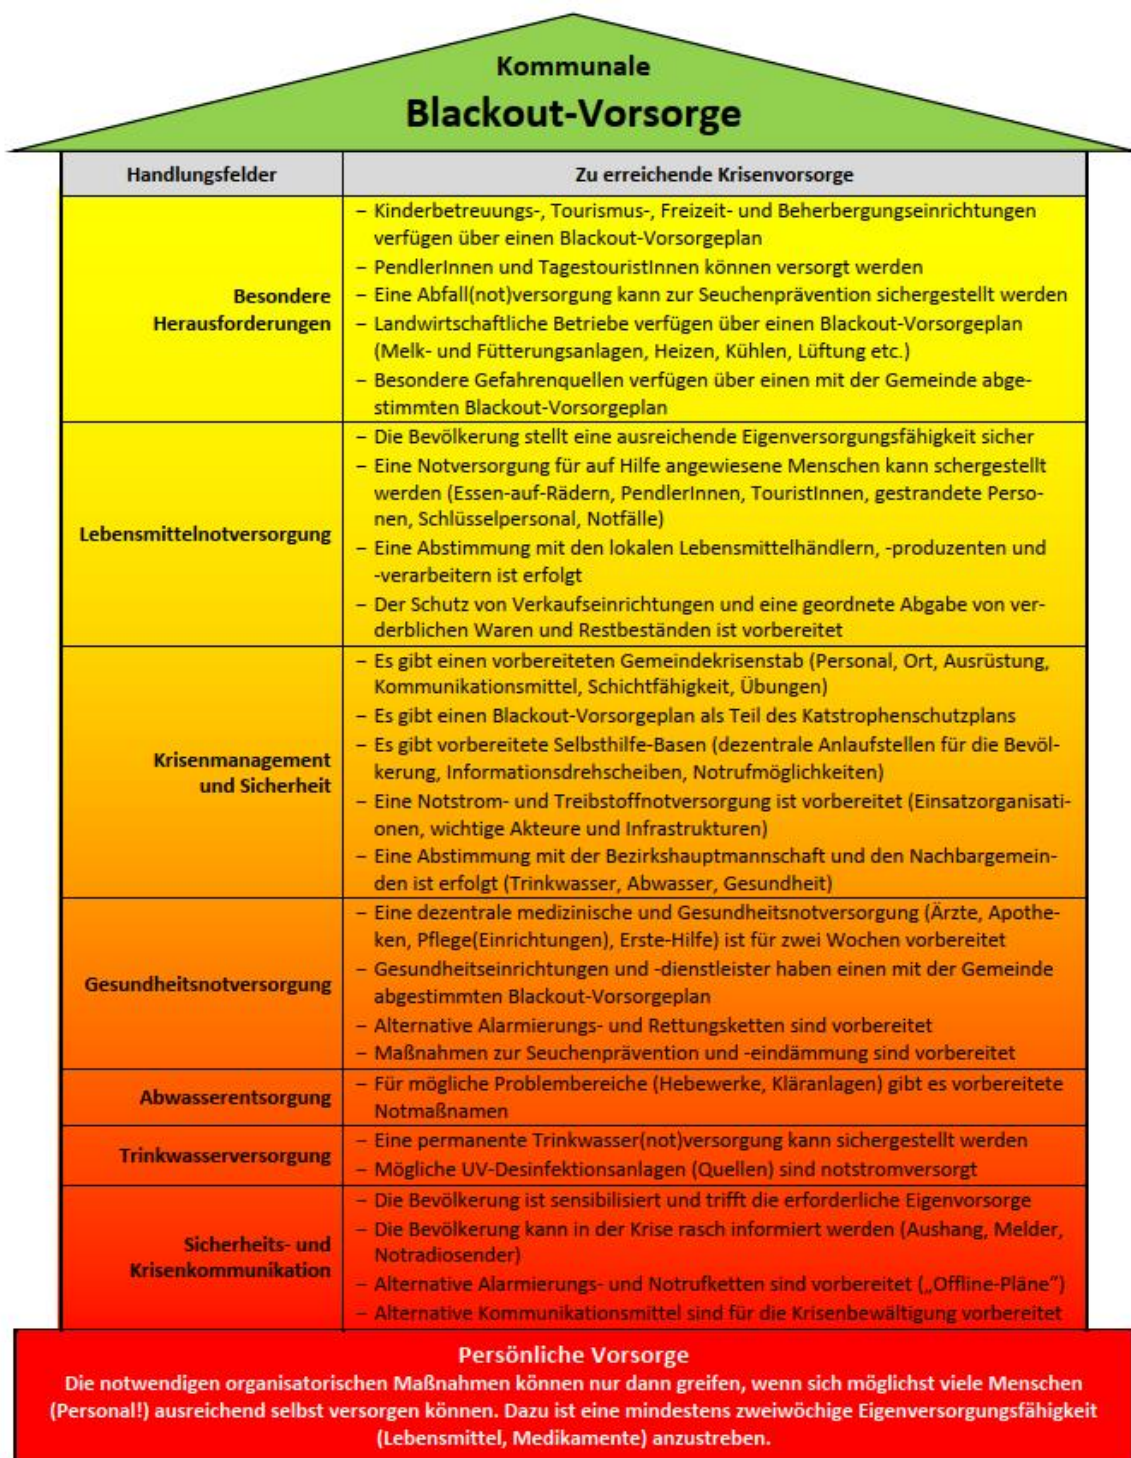 Kommunale
Blackout-Vorsorge
Handlungsfelder
Zu erreichende Krisenvorsorge
Besondere
Herausforderungen
– Kinderbetreuungs-, Tourismus-, Freizeit- und Beherbergungseinrichtungen
verfügen über einen Blackout-Vorsorgeplan
– PendlerInnen und TagestouristInnen können versorgt werden
– Eine Abfall(not)versorgung kann zur Seuchenprävention sichergestellt werden
– Landwirtschaftliche Betriebe verfügen über einen Blackout-Vorsorgeplan
(Melk- und Fütterungsanlagen, Heizen, Kühlen, Lüftung etc.)
– Besondere Gefahrenquellen verfügen über einen mit der Gemeinde abge-
stimmten Blackout-Vorsorgeplan
Lebensmittelnotversorgung
– Die Bevölkerung stellt eine ausreichende Eigenversorgungsfähigkeit sicher
– Eine Notversorgung für auf Hilfe angewiesene Menschen kann schergestellt
werden (Essen-auf-Rädern, PendlerInnen, TouristInnen, gestrandete Perso-
nen, Schlüsselpersonal, Notfälle)
– Eine Abstimmung mit den lokalen Lebensmittelhändlern, -produzenten und
-verarbeitern ist erfolgt
– Der Schutz von Verkaufseinrichtungen und eine geordnete Abgabe von ver-
derblichen Waren und Restbeständen ist vorbereitet
Krisenmanagement
und Sicherheit
– Es gibt einen vorbereiteten Gemeindekrisenstab (Personal, Ort, Ausrüstung,
Kommunikationsmittel, Schichtfähigkeit, Übungen)
– Es gibt einen Blackout-Vorsorgeplan als Teil des Katstrophenschutzplans
– Es gibt vorbereitete Selbsthilfe-Basen (dezentrale Anlaufstellen für die Bevöl-
kerung, Informationsdrehscheiben, Notrufmöglichkeiten)
– Eine Notstrom- und Treibstoffnotversorgung ist vorbereitet (Einsatzorganisati-
onen, wichtige Akteure und Infrastrukturen)
– Eine Abstimmung mit der Bezirkshauptmannschaft und den Nachbargemein-
den ist erfolgt (Trinkwasser, Abwasser, Gesundheit)
Gesundheitsnotversorgung
– Eine dezentrale medizinische und Gesundheitsnotversorgung (Ärzte, Apothe-
ken, Pflege(Einrichtungen), Erste-Hilfe) ist für zwei Wochen vorbereitet
– Gesundheitseinrichtungen und -dienstleister haben einen mit der Gemeinde
abgestimmten Blackout-Vorsorgeplan
– Alternative Alarmierungs- und Rettungsketten sind vorbereitet
– Maßnahmen zur Seuchenprävention und -eindämmung sind vorbereitet
Abwasserentsorgung
– Für mögliche Problembereiche (Hebewerke, Kläranlagen) gibt es vorbereitete
Notmaßnamen
Trinkwasserversorgung
– Eine permanente Trinkwasser(not)versorgung kann sichergestellt werden
– Mögliche UV-Desinfektionsanlagen (Quellen) sind notstromversorgt
Sicherheits- und
Krisenkommunikation
– Die Bevölkerung ist sensibilisiert und trifft die erforderliche Eigenvorsorge
– Die Bevölkerung kann in der Krise rasch informiert werden (Aushang, Melder,
Notradiosender)
– Alternative Alarmierungs- und Notrufketten sind vorbereitet („Offline-Pläne")
– Alternative Kommunikationsmittel sind für die Krisenbewältigung vorbereitet
Persönliche Vorsorge
Die notwendigen organisatorischen Maßnahmen können nur dann greifen, wenn sich möglichst viele Menschen
(Personal!) ausreichend selbst versorgen können. Dazu ist eine mindestens zweiwöchige Eigenversorgungsfähigkeit
(Lebensmittel, Medikamente) anzustreben.